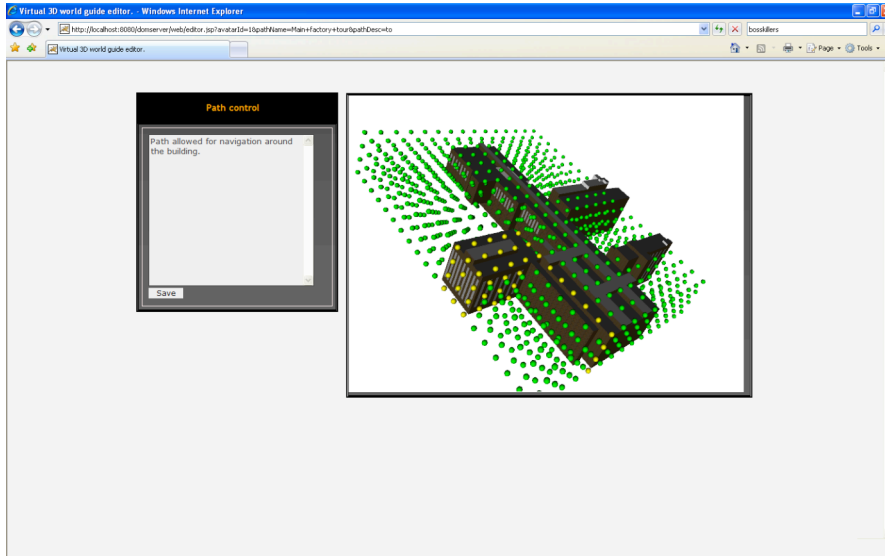 Virtual 3D world guide editor. - Windows Internet Explorer
http://localhost:8080/domserver/web/editor.jsp?avatarId=1&pathName=Main+factory+tour&pathDesc=to
bosskillers
Virtual 3D world guide editor.
Page
Tools
Path control
Path allowed for navigation around
the building.
Save